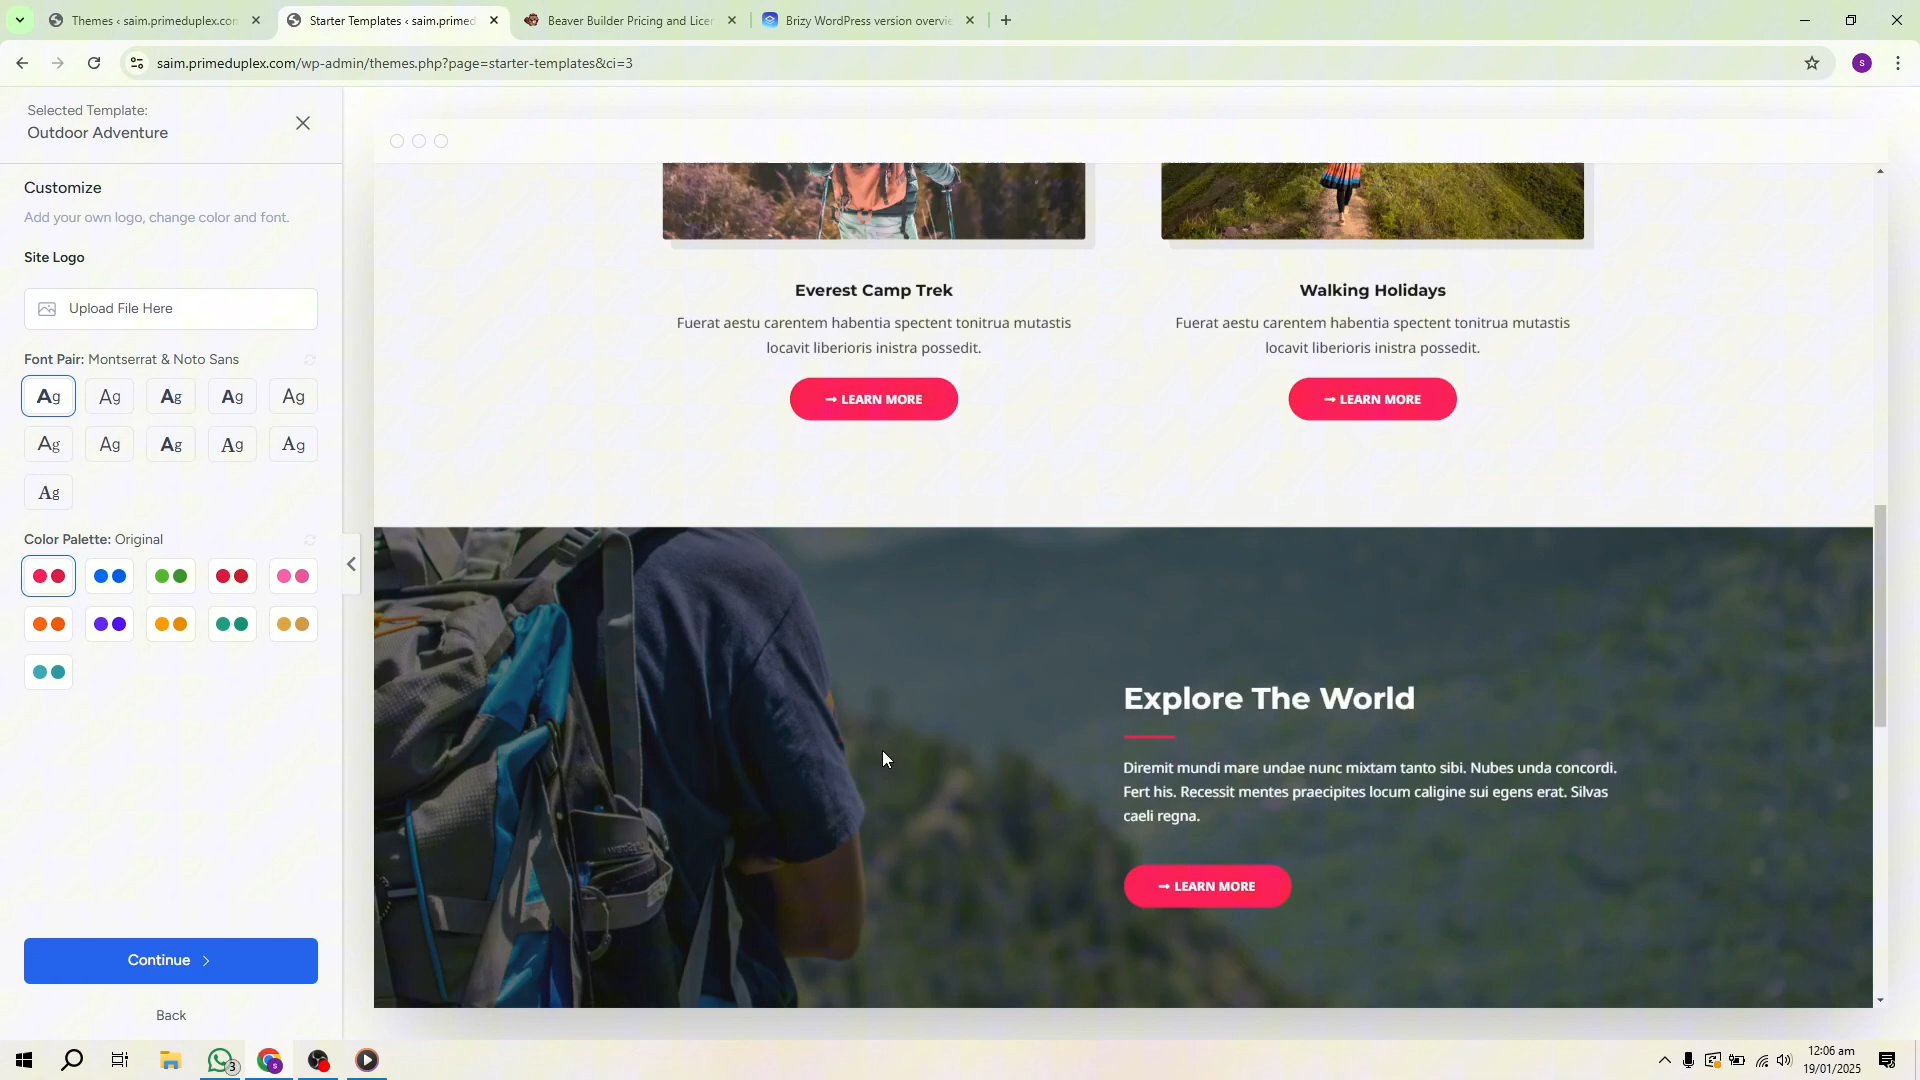 Themes ‹ saim.primeduplex.com
Starter Templates ‹ saim.primed
Beaver Builder Pricing and Licen
Brizy WordPress version overvie
saim.primeduplex.com/wp-admin/themes.php?page=starter-templates&ci=3
S
Selected Template:
Outdoor Adventure
Customize
Add your own logo, change color and font.
Site Logo
Upload File Here
Font Pair: Montserrat & Noto Sans
Ag Ag Ag Ag Ag
Ag Ag Ag Ag Ag
Ag
Color Palette: Original
Continue
Back
Everest Camp Trek
Fuerat aestu carentem habentia spectent tonitrua mutastis
locavit liberioris inistra possedit.
→ LEARN MORE
Walking Holidays
Fuerat aestu carentem habentia spectent tonitrua mutastis
locavit liberioris inistra possedit.
→ LEARN MORE
Explore The World
Diremit mundi mare undae nunc mixtam tanto sibi. Nubes unda concordi.
Fert his. Recessit mentes praecipites locum caligine sui egens erat. Silvas
caeli regna.
→ LEARN MORE
3
S
12:06 am
19/01/2025